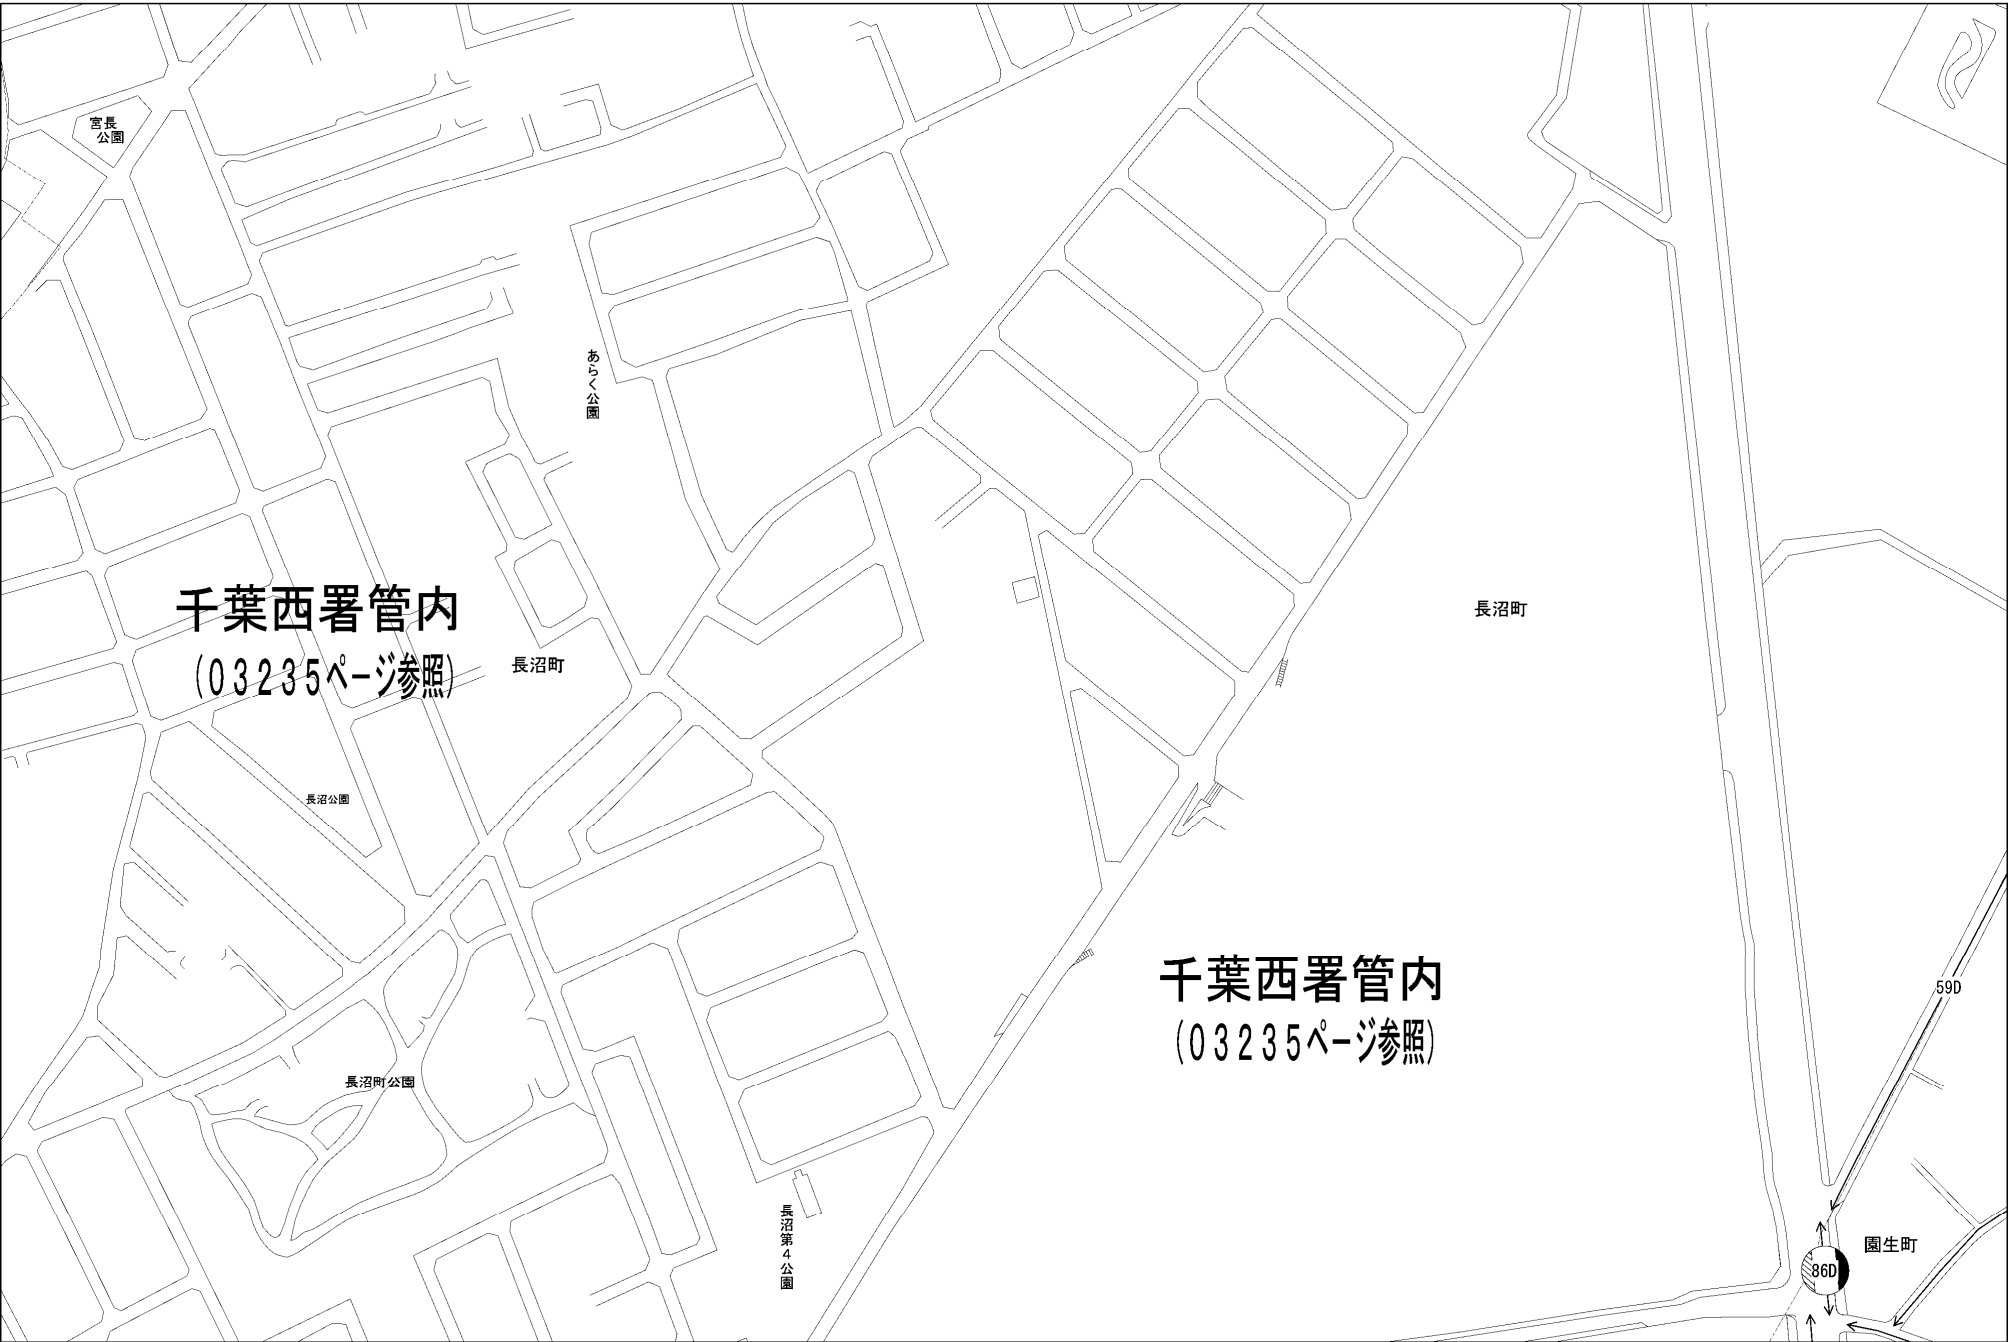 宮長
公園
あらく公園
千葉西署管内
(03235ページ参照)
長沼町
長沼町
長沼公園
千葉西署管内
(03235ページ参照)
59D
長沼町公園
長沼第4公園
園生町
86D